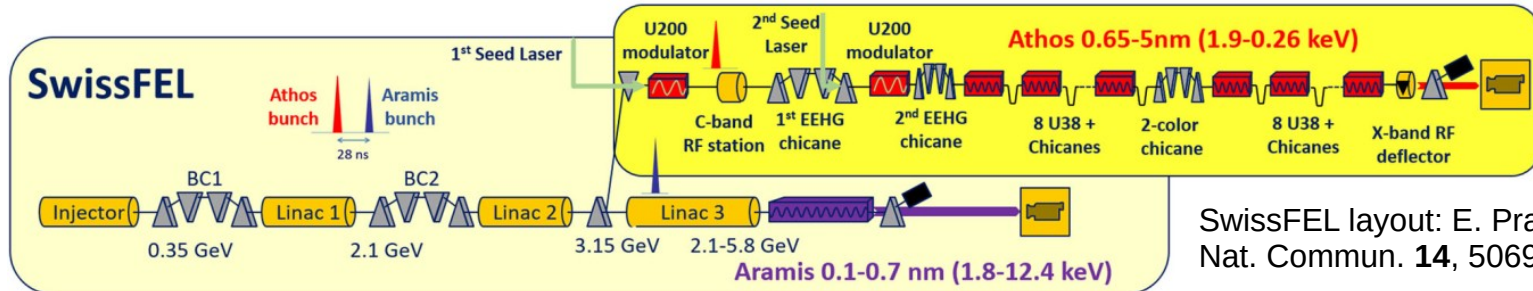 SwissFEL
1st Seed Laser
U200
modulator
2nd Seed
Laser
U200
modulator
Athos 0.65-5nm (1.9-0.26 keV)
Athos
bunch
Aramis
bunch
28 ns
C-band
RF station
1st EEHG
chicane
2nd EEHG
chicane
8 U38 +
Chicanes
2-color
chicane
8 U38 +
Chicanes
X-band RF
deflector
BC1
BC2
Injector
Linac 1
Linac 2
Linac 3
0.35 GeV
2.1 GeV
3.15 GeV
2.1-5.8 GeV
Aramis 0.1-0.7 nm (1.8-12.4 keV)
SwissFEL layout: E. Pra
Nat. Commun. 14, 5069